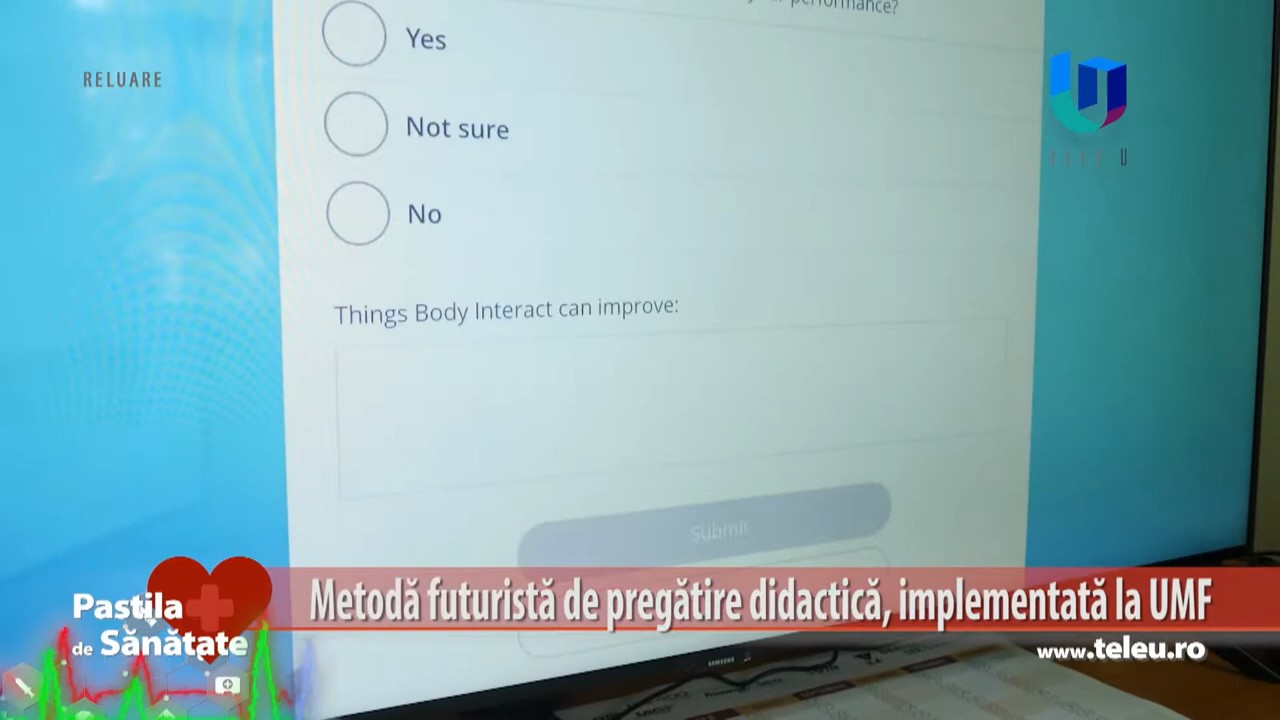 performance?
Yes
RELUARE
Not sure
U
No
Things Body Interact can improve:
Submit
Metodă futuristă de pregătire didactică, implementată la UMF
Pastila
de Sănătate
www.teleu.ro
SAMSUNG